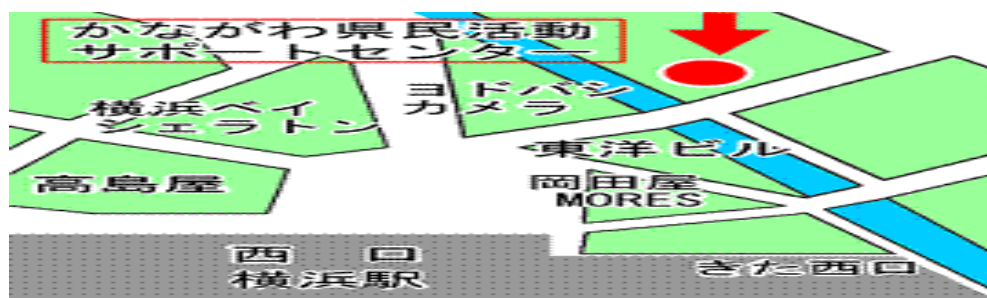 かながわ県民活動
サポートセンター
ヨドバシ
カメラ
横浜ベイ
シェラトン
東洋ビル
高島屋
岡田屋
MORES
西口
横浜駅
きた西口